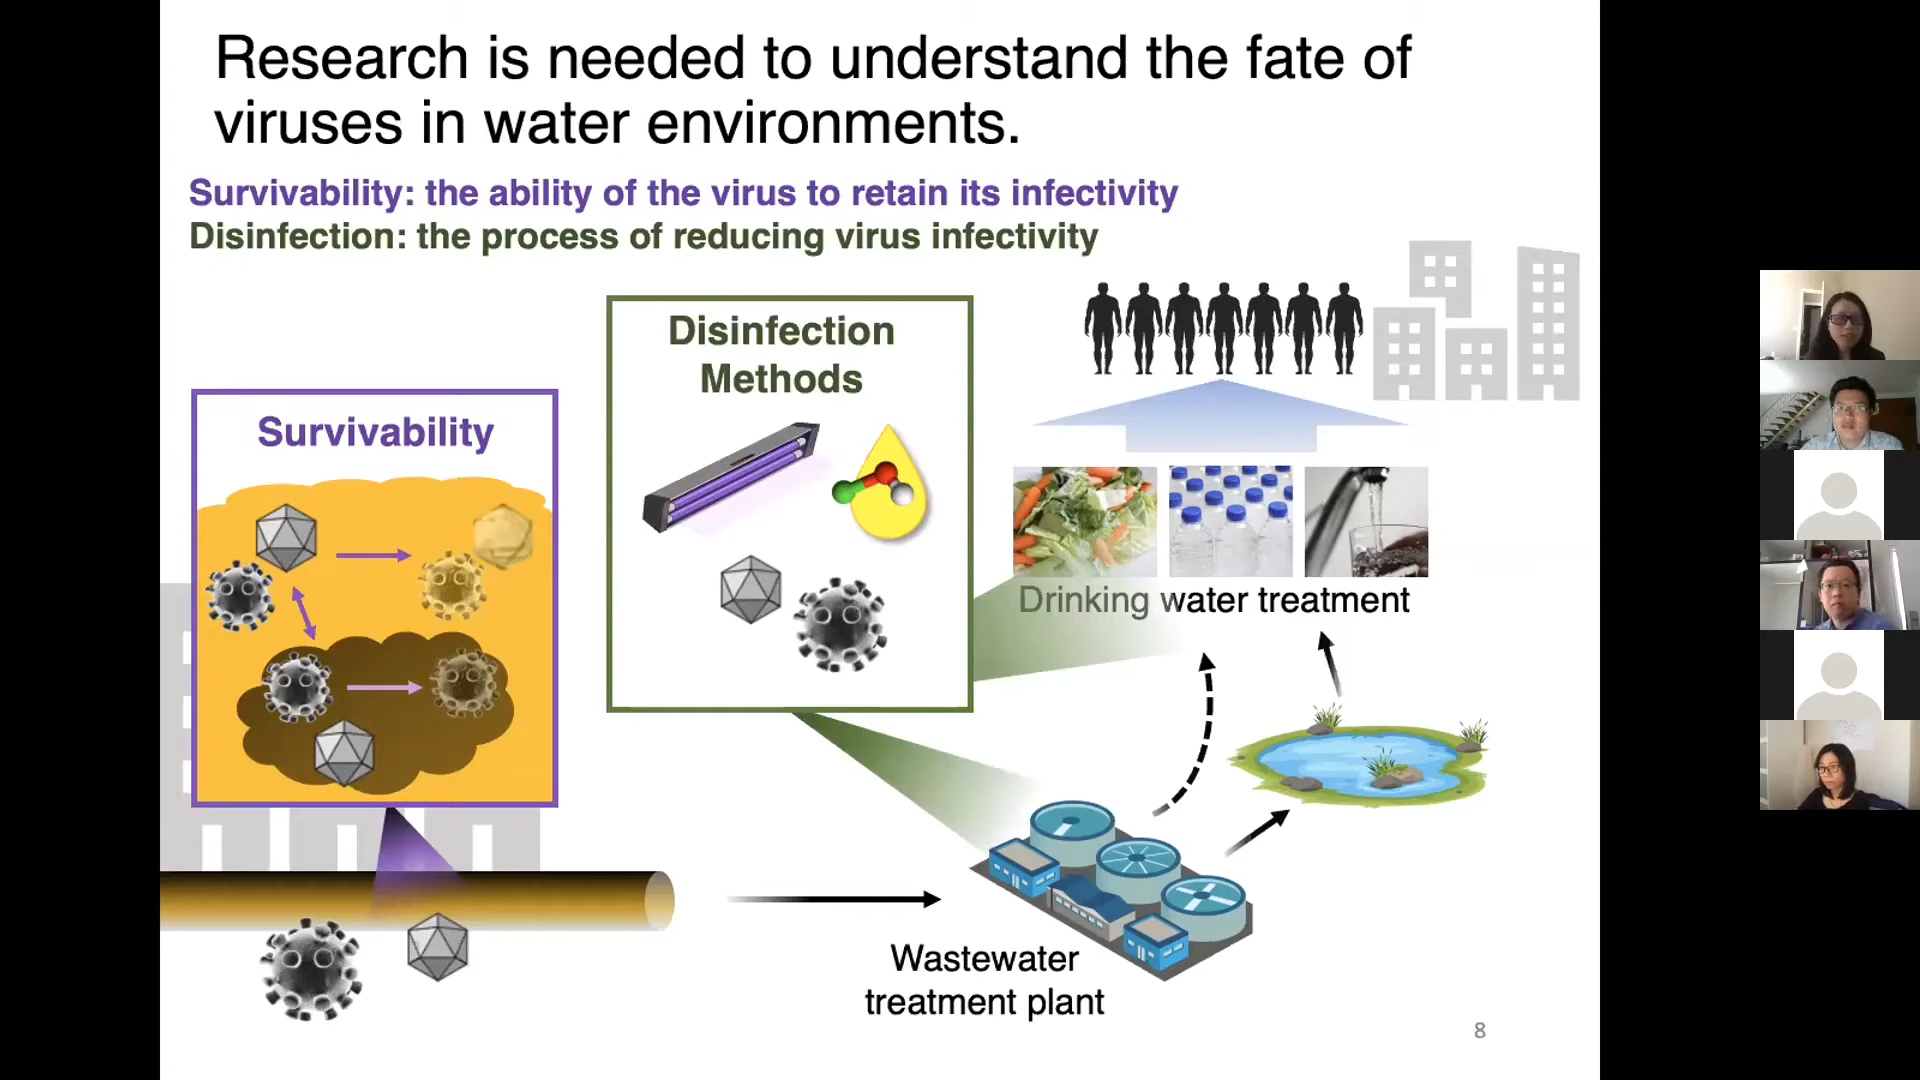 Research is needed to understand the fate of
viruses in water environments.
Survivability: the ability of the virus to retain its infectivity
Disinfection: the process of reducing virus infectivity
Disinfection
Methods
Survivability
Drinking water treatment
Wastewater
treatment plant
8